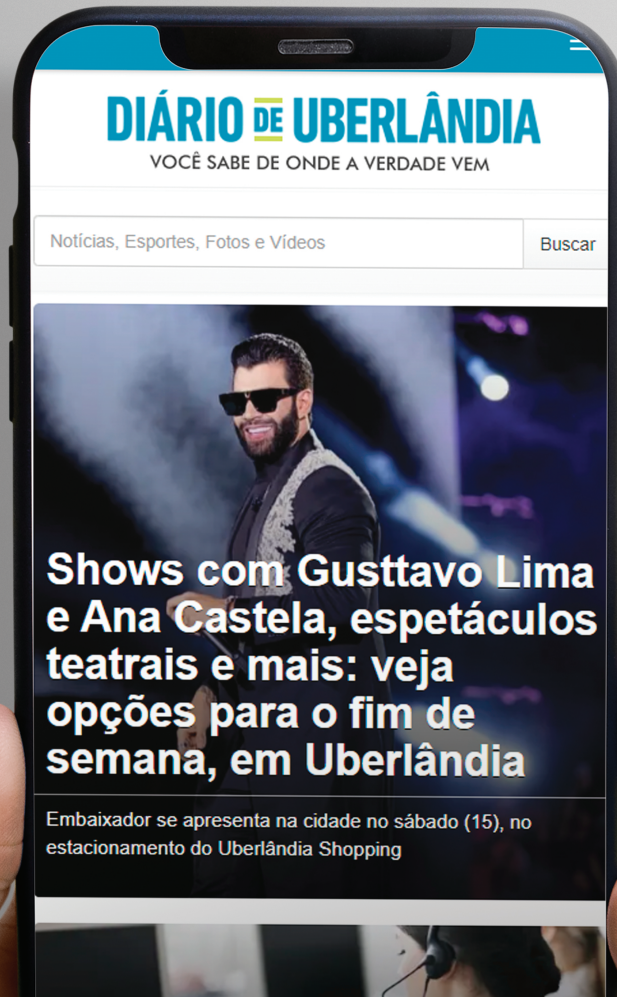 DIÁRIO DE UBERLÂNDIA
VOCÊ SABE DE ONDE A VERDADE VEM
Notícias, Esportes, Fotos e Vídeos
Buscar
Shows com Gusttavo Lima
e Ana Castela, espetáculos
teatrais e mais: veja
opções para o fim de
semana, em Uberlândia
Embaixador se apresenta na cidade no sábado (15), no
estacionamento do Uberlândia Shopping